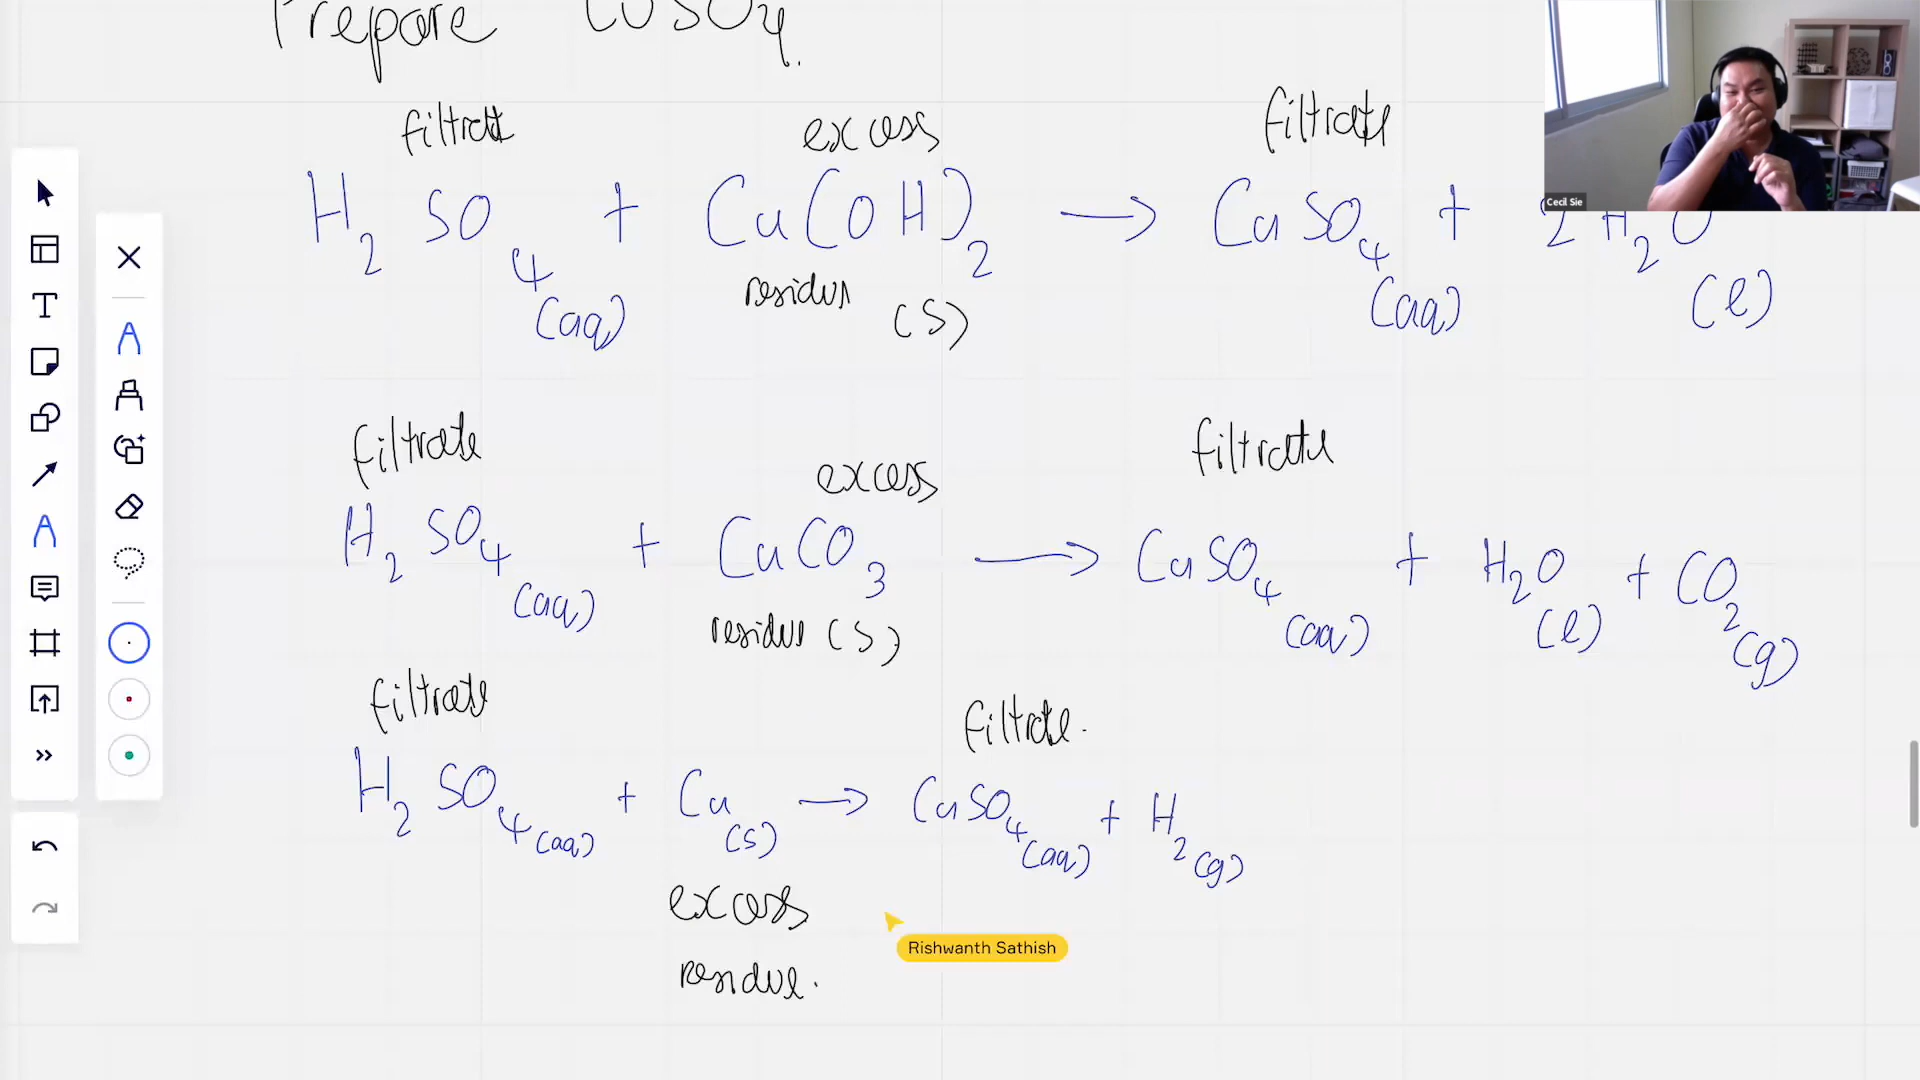 Prepare CuSO4.
filtrate excess filtrate
H2SO4(aq) + Cu(OH)2 (s) → CuSO4(aq) + 2H2O(l)
residue
filtrate excess filtrate
H2SO4(aq) + CuCO3 (s) → CuSO4(aq) + H2O(l) + CO2(g)
residue
filtrate filtrate.
H2SO4(aq) + Cu(s) → CuSO4(aq) + H2(g)
excess
residue.
Rishwanth Sathish
Cecil Sie
T